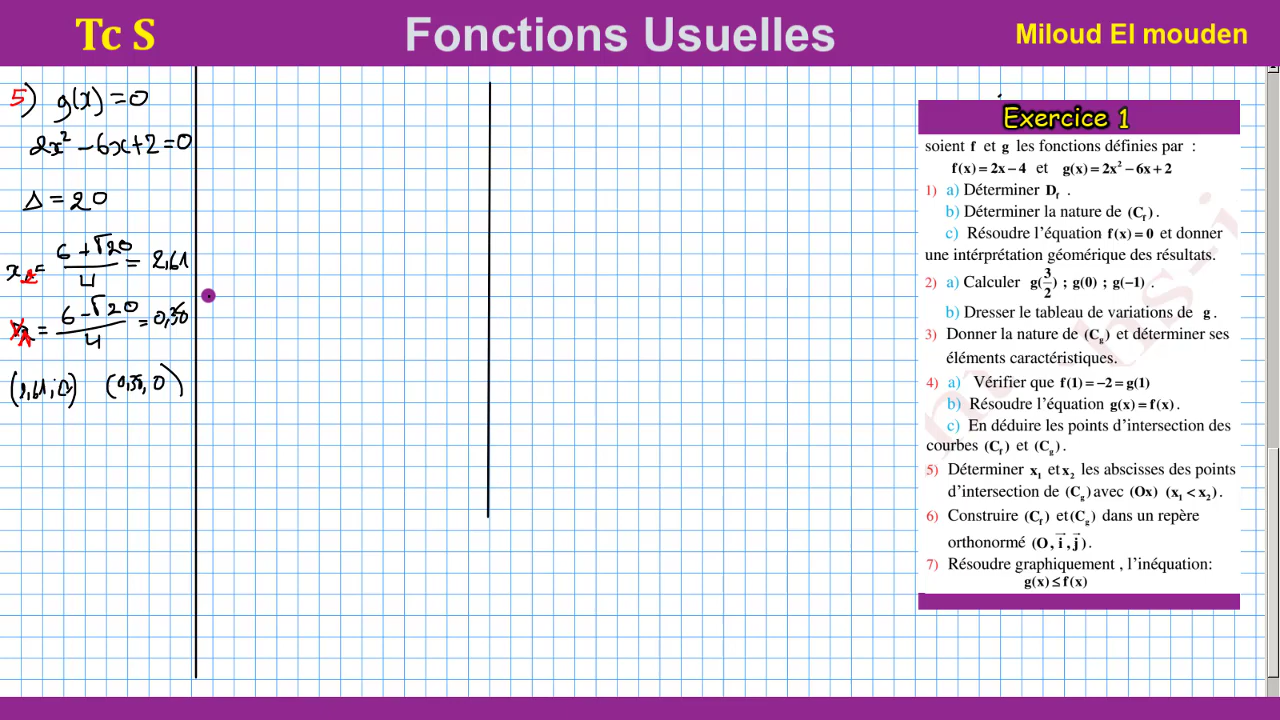 Tc S
Fonctions Usuelles
Miloud El mouden
5) g(x) = 0
2x² - 6x + 2 = 0
Δ = 20
= 6 + √20 / 4 = 2,61
= 6 - √20 / 4 = 0,38
(2,61; 0) (0,38, 0)
Exercice 1
soient f et g les fonctions définies par :
f(x) = 2x − 4 et g(x) = 2x² − 6x + 2
1) a) Déterminer D_f .
b) Déterminer la nature de (C_f) .
c) Résoudre l'équation f(x) = 0 et donner
une intérprétation géomérique des résultats.
2) a) Calculer g(3/2) ; g(0) ; g(−1) .
b) Dresser le tableau de variations de g .
3) Donner la nature de (C_g) et déterminer ses
éléments caractéristiques.
4) a) Vérifier que f(1) = −2 = g(1)
b) Résoudre l'équation g(x) = f(x) .
c) En déduire les points d'intersection des
courbes (C_f) et (C_g) .
5) Déterminer x₁ et x₂ les abscisses des points
d'intersection de (C_g) avec (Ox) (x₁ < x₂) .
6) Construire (C_f) et (C_g) dans un repère
orthonormé (O, i⃗, j⃗) .
7) Résoudre graphiquement , l'inéquation:
g(x) ≤ f(x)